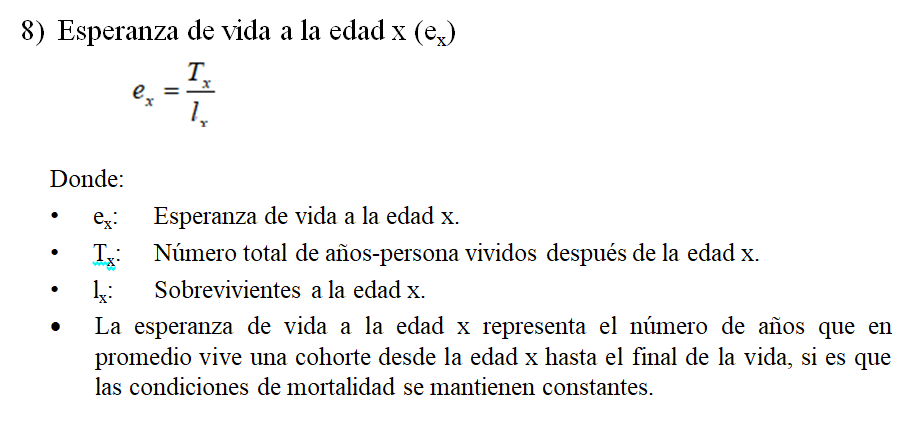 8) Esperanza de vida a la edad x (eₓ)
eₓ = Tₓ / lₓ
Donde:
• eₓ: Esperanza de vida a la edad x.
• Tₓ: Número total de años-persona vividos después de la edad x.
• lₓ: Sobrevivientes a la edad x.
• La esperanza de vida a la edad x representa el número de años que en
promedio vive una cohorte desde la edad x hasta el final de la vida, si es que
las condiciones de mortalidad se mantienen constantes.